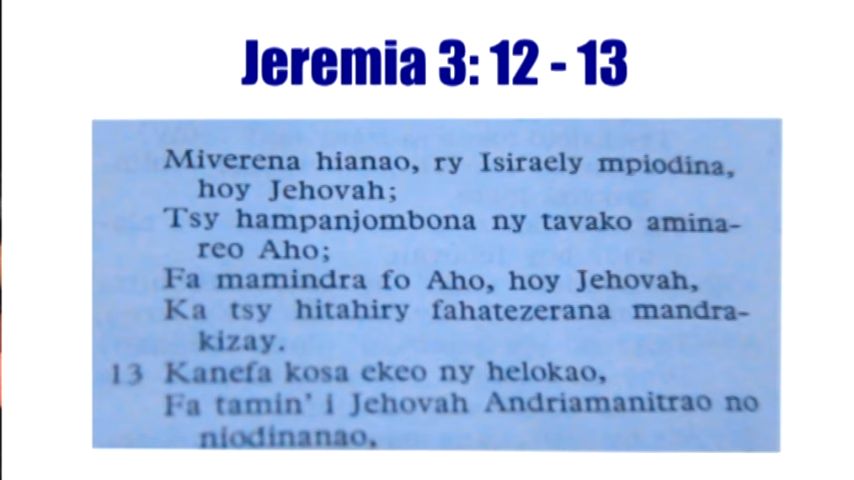 Jeremia 3: 12 - 13
Miverena hianao, ry Isiraely mpiodina,
hoy Jehovah;
Tsy hampanjombona ny tavako amina-
reo Aho;
Fa mamindra fo Aho, hoy Jehovah,
Ka tsy hitahiry fahatezerana mandra-
kizay.
13 Kanefa kosa ekeo ny helokao,
Fa tamin' i Jehovah Andriamanitrao no
niodinanao,